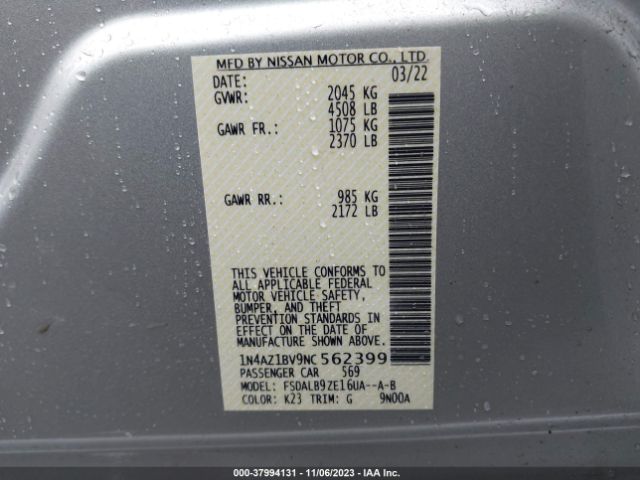 MFD BY NISSAN MOTOR CO., LTD.
DATE: 03/22
GVWR: 2045 KG
4508 LB
GAWR FR.: 1075 KG
2370 LB
GAWR RR.: 985 KG
2172 LB
THIS VEHICLE CONFORMS TO
ALL APPLICABLE FEDERAL
MOTOR VEHICLE SAFETY,
BUMPER, AND THEFT
PREVENTION STANDARDS IN
EFFECT ON THE DATE OF
MANUFACTURE SHOWN ABOVE.
1N4AZ1BV9NC562399
PASSENGER CAR 569
MODEL: FSDALB9ZE16UA--A-B
COLOR: K23 TRIM: G 9N00A
000-37994131 - 11/06/2023 - IAA Inc.